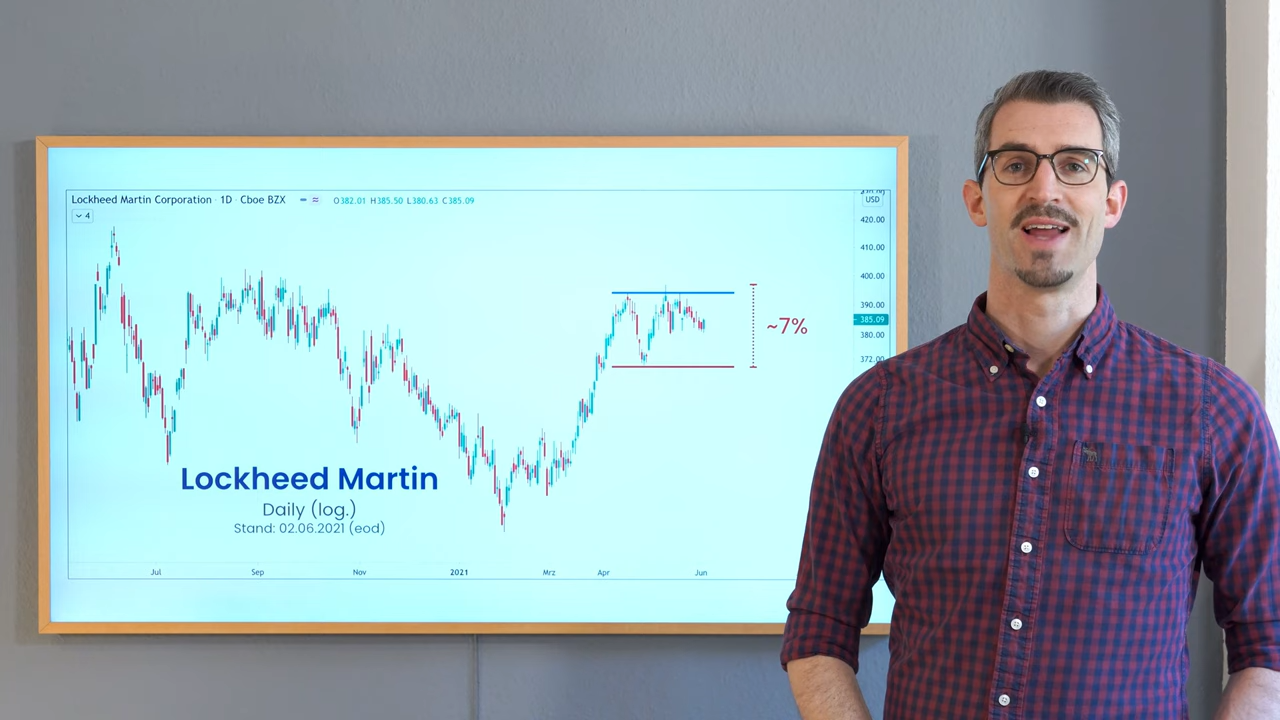 Lockheed Martin Corporation · 1D · Cboe BZX
O382.01 H385.50 L380.63 C385.09
4
USD
420.00
410.00
400.00
390.00
385.09
380.00
372.00
~7%
Lockheed Martin
Daily (log.)
Stand: 02.06.2021 (eod)
Jul Sep Nov 2021 Mrz Apr Jun